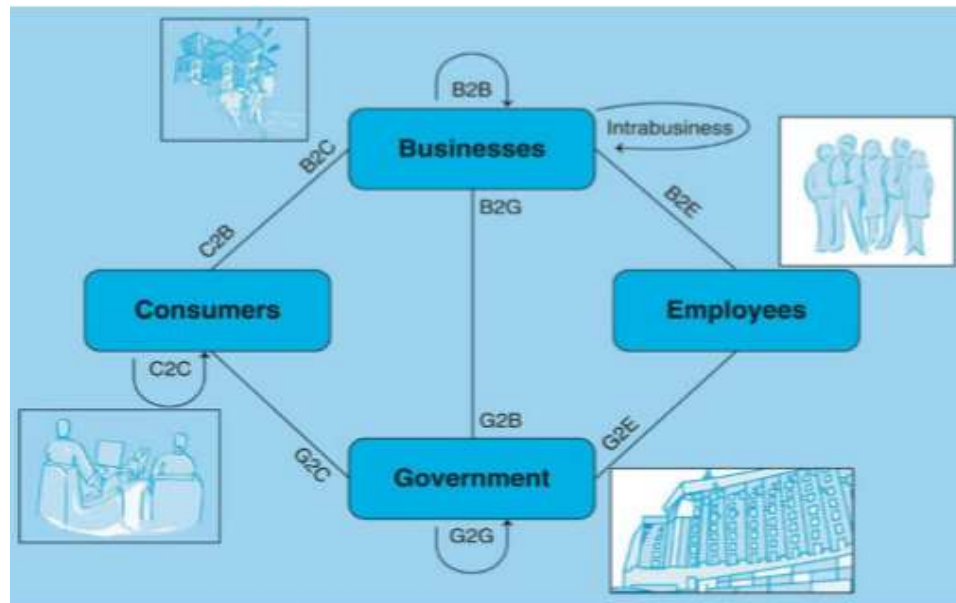 B2B
Businesses
Intrabusiness
B2C
B2G
B2E
C2B
Consumers
Employees
C2C
G2B
G2C
G2E
Government
G2G